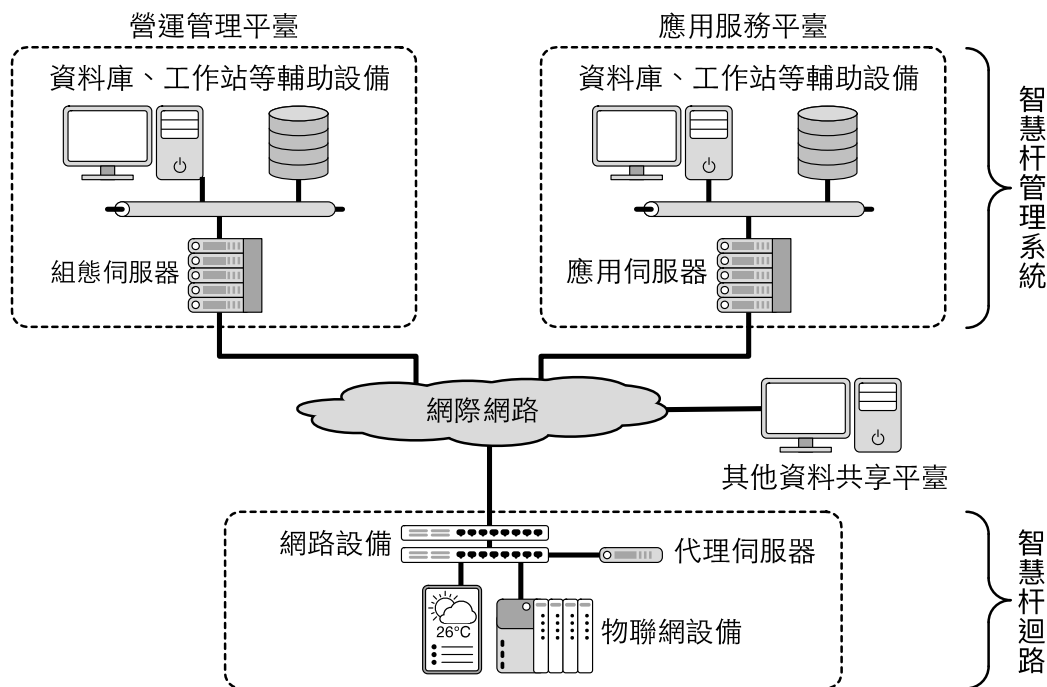 營運管理平臺
應用服務平臺
資料庫、工作站等輔助設備
資料庫、工作站等輔助設備
組態伺服器
應用伺服器
智慧杆管理系統
網際網路
其他資料共享平臺
網路設備
代理伺服器
26°C
物聯網設備
智慧杆迴路